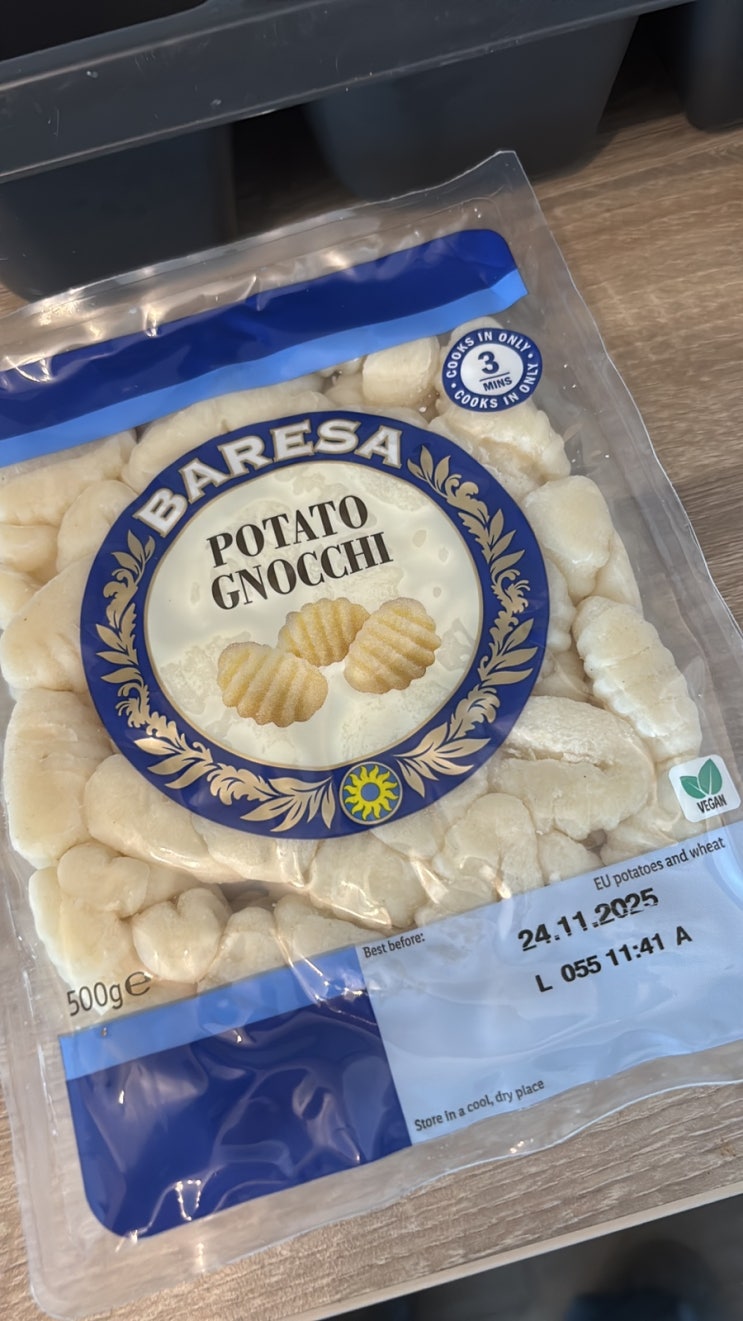 COOKS IN ONLY
3
MINS
COOKS IN ONLY
BARESA
POTATO
GNOCCHI
VEGAN
EU potatoes and wheat
Best before:
24.11.2025
L 055 11:41 A
500g℮
Store in a cool, dry place